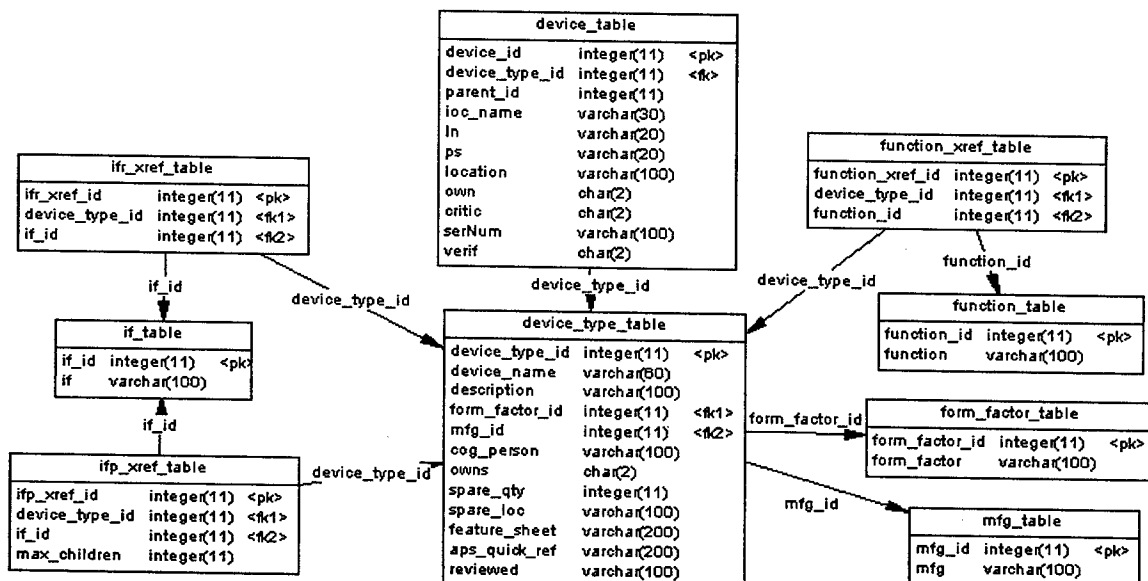 device_table
device_id integer(11) <pk>
device_type_id integer(11) <fk>
parent_id integer(11)
ioc_name varchar(30)
ln varchar(20)
ps varchar(20)
location varchar(100)
own char(2)
critic char(2)
serNum varchar(100)
verif char(2)
ifr_xref_table
ifr_xref_id integer(11) <pk>
device_type_id integer(11) <fk1>
if_id integer(11) <fk2>
function_xref_table
function_xref_id integer(11) <pk>
device_type_id integer(11) <fk1>
function_id integer(11) <fk2>
if_id
device_type_id
device_type_id
device_type_id
function_id
if_table
if_id integer(11) <pk>
if varchar(100)
function_table
function_id integer(11) <pk>
function varchar(100)
device_type_table
device_type_id integer(11) <pk>
device_name varchar(60)
description varchar(100)
form_factor_id integer(11) <fk1>
mfg_id integer(11) <fk2>
cog_person varchar(100)
owns char(2)
spare_qty integer(11)
spare_loc varchar(100)
feature_sheet varchar(200)
aps_quick_ref varchar(200)
reviewed varchar(100)
if_id
device_type_id
form_factor_id
mfg_id
form_factor_table
form_factor_id integer(11) <pk>
form_factor varchar(100)
ifp_xref_table
ifp_xref_id integer(11) <pk>
device_type_id integer(11) <fk1>
if_id integer(11) <fk2>
max_children integer(11)
mfg_table
mfg_id integer(11) <pk>
mfg varchar(100)